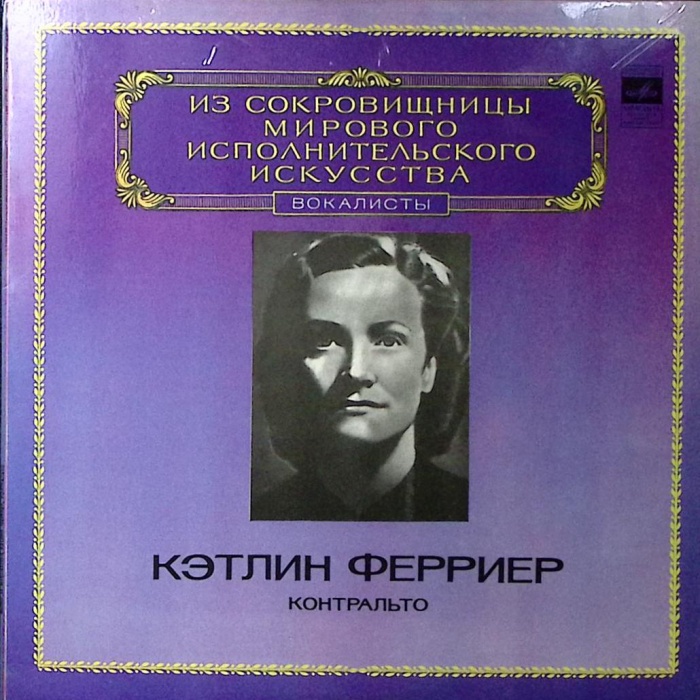 ИЗ СОКРОВИЩНИЦЫ
МИРОВОГО
ИСПОЛНИТЕЛЬСКОГО
ИСКУССТВА
ВОКАЛИСТЫ
КЭТЛИН ФЕРРИЕР
КОНТРАЛЬТО